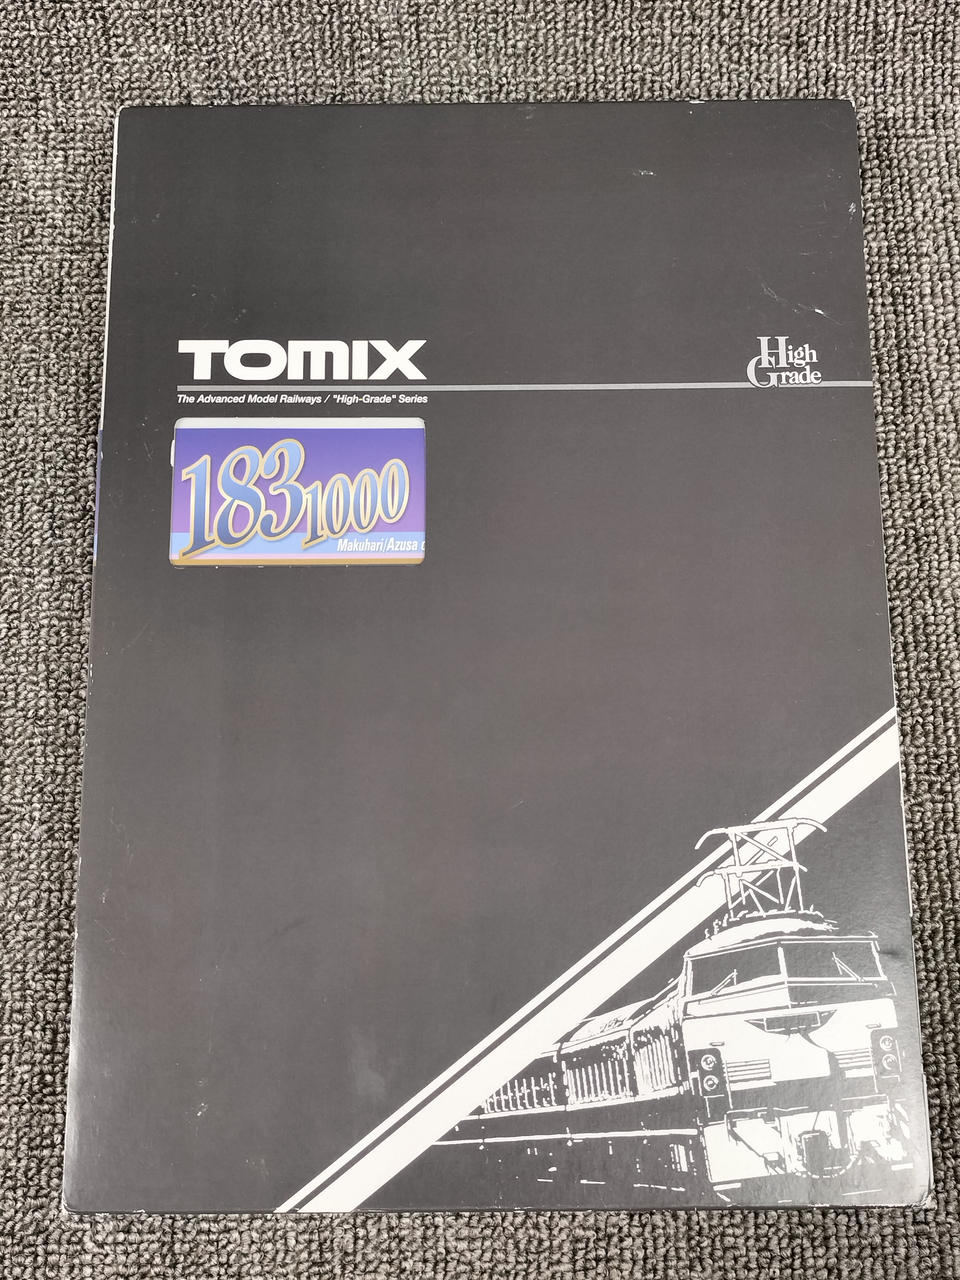 TOMIX
High Grade
The Advanced Model Railways / "High-Grade" Series
183 1000
Makuhari/Azusa